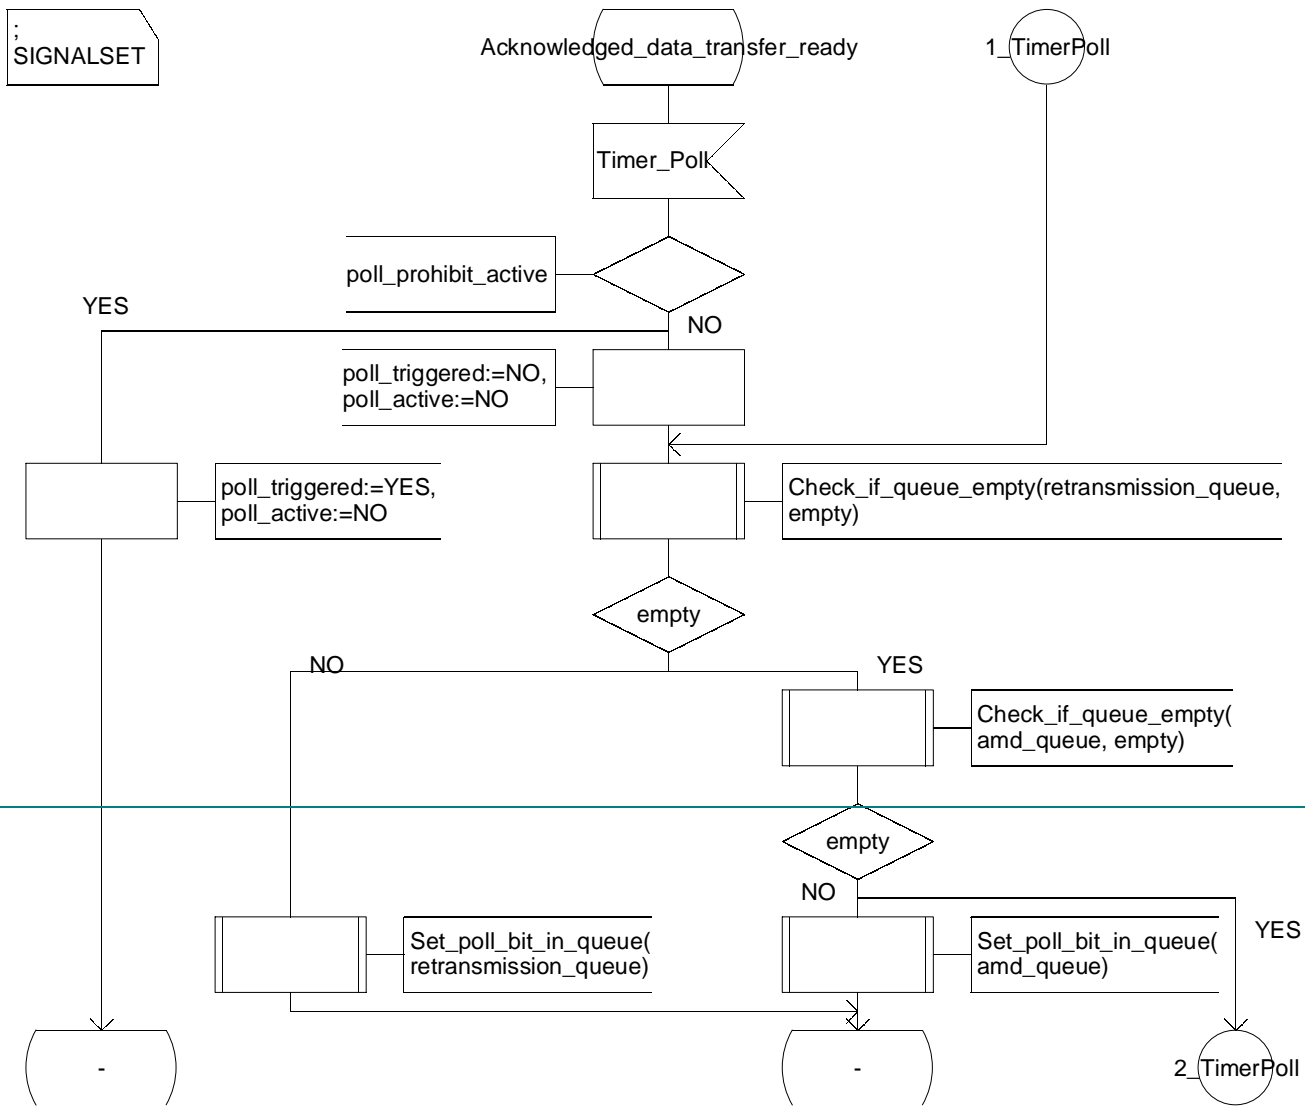 ;
SIGNALSET
Acknowledged_data_transfer_ready
1_TimerPoll
Timer_Poll
poll_prohibit_active
YES
NO
poll_triggered:=NO,
poll_active:=NO
poll_triggered:=YES,
poll_active:=NO
Check_if_queue_empty(retransmission_queue,
empty)
empty
NO
YES
Check_if_queue_empty(
amd_queue, empty)
empty
NO
YES
Set_poll_bit_in_queue(
retransmission_queue)
Set_poll_bit_in_queue(
amd_queue)
-
-
2_TimerPoll